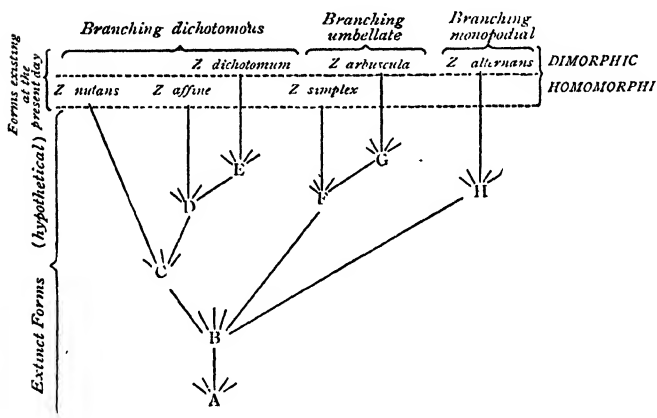 Branching dichotomous
Branching umbellate
Branching monopodial
Forms existing at the present day
Z dichotomum
Z arbuscula
Z alternans
DIMORPHIC
Z nutans
Z affine
Z simplex
HOMOMORPHI
Extinct Forms (hypothetical)
E
G
D
F
H
C
B
A